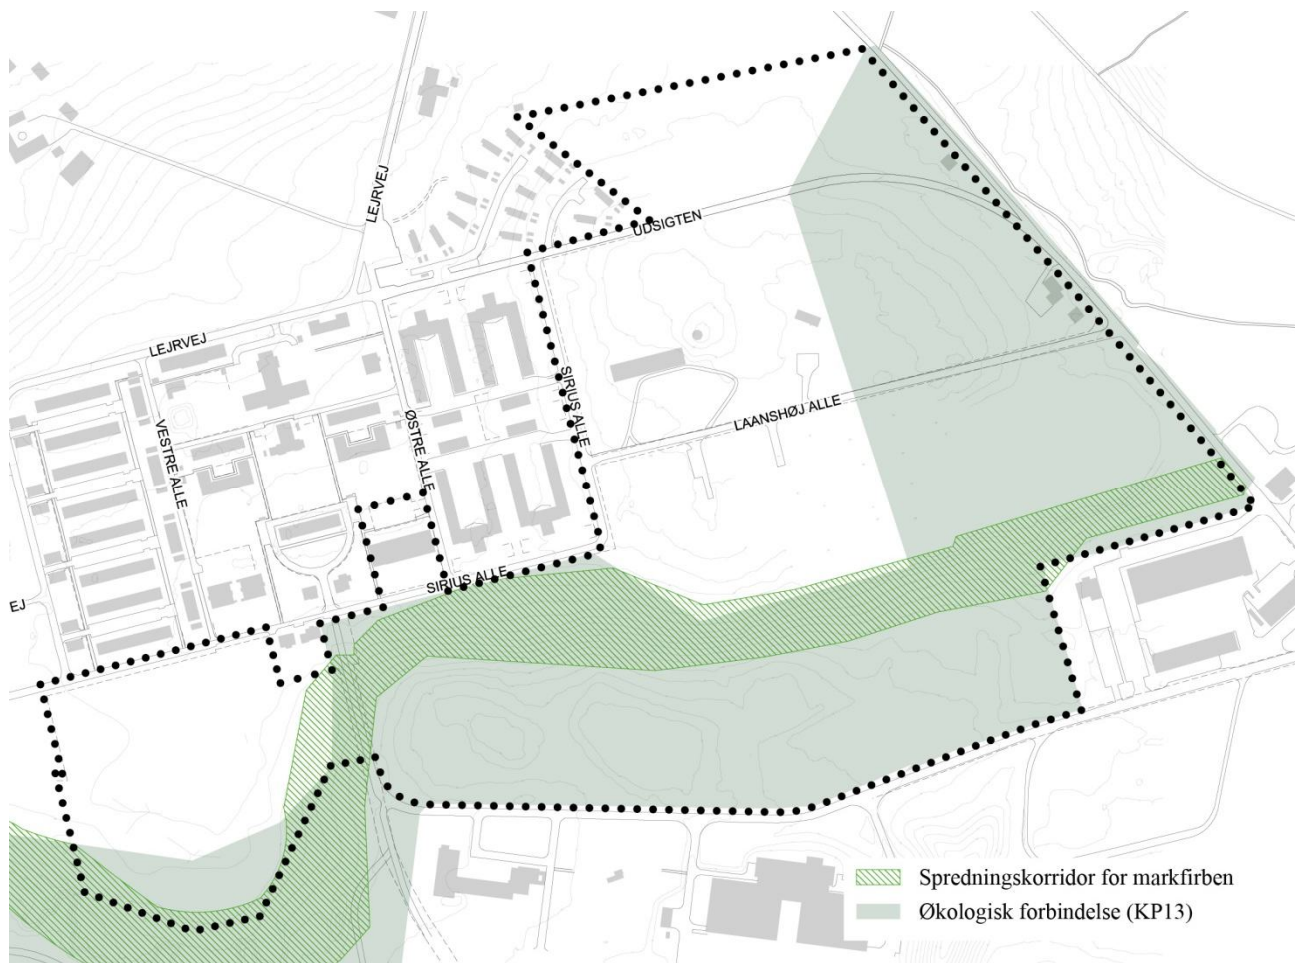 LEJRVEJ
UDSIGTEN
LEJRVEJ
SIRIUS ALLE
LAANSHØJ ALLE
ØSTRE ALLE
VESTRE ALLE
SIRIUS ALLE
EJ
Spredningskorridor for markfirben
Økologisk forbindelse (KP13)